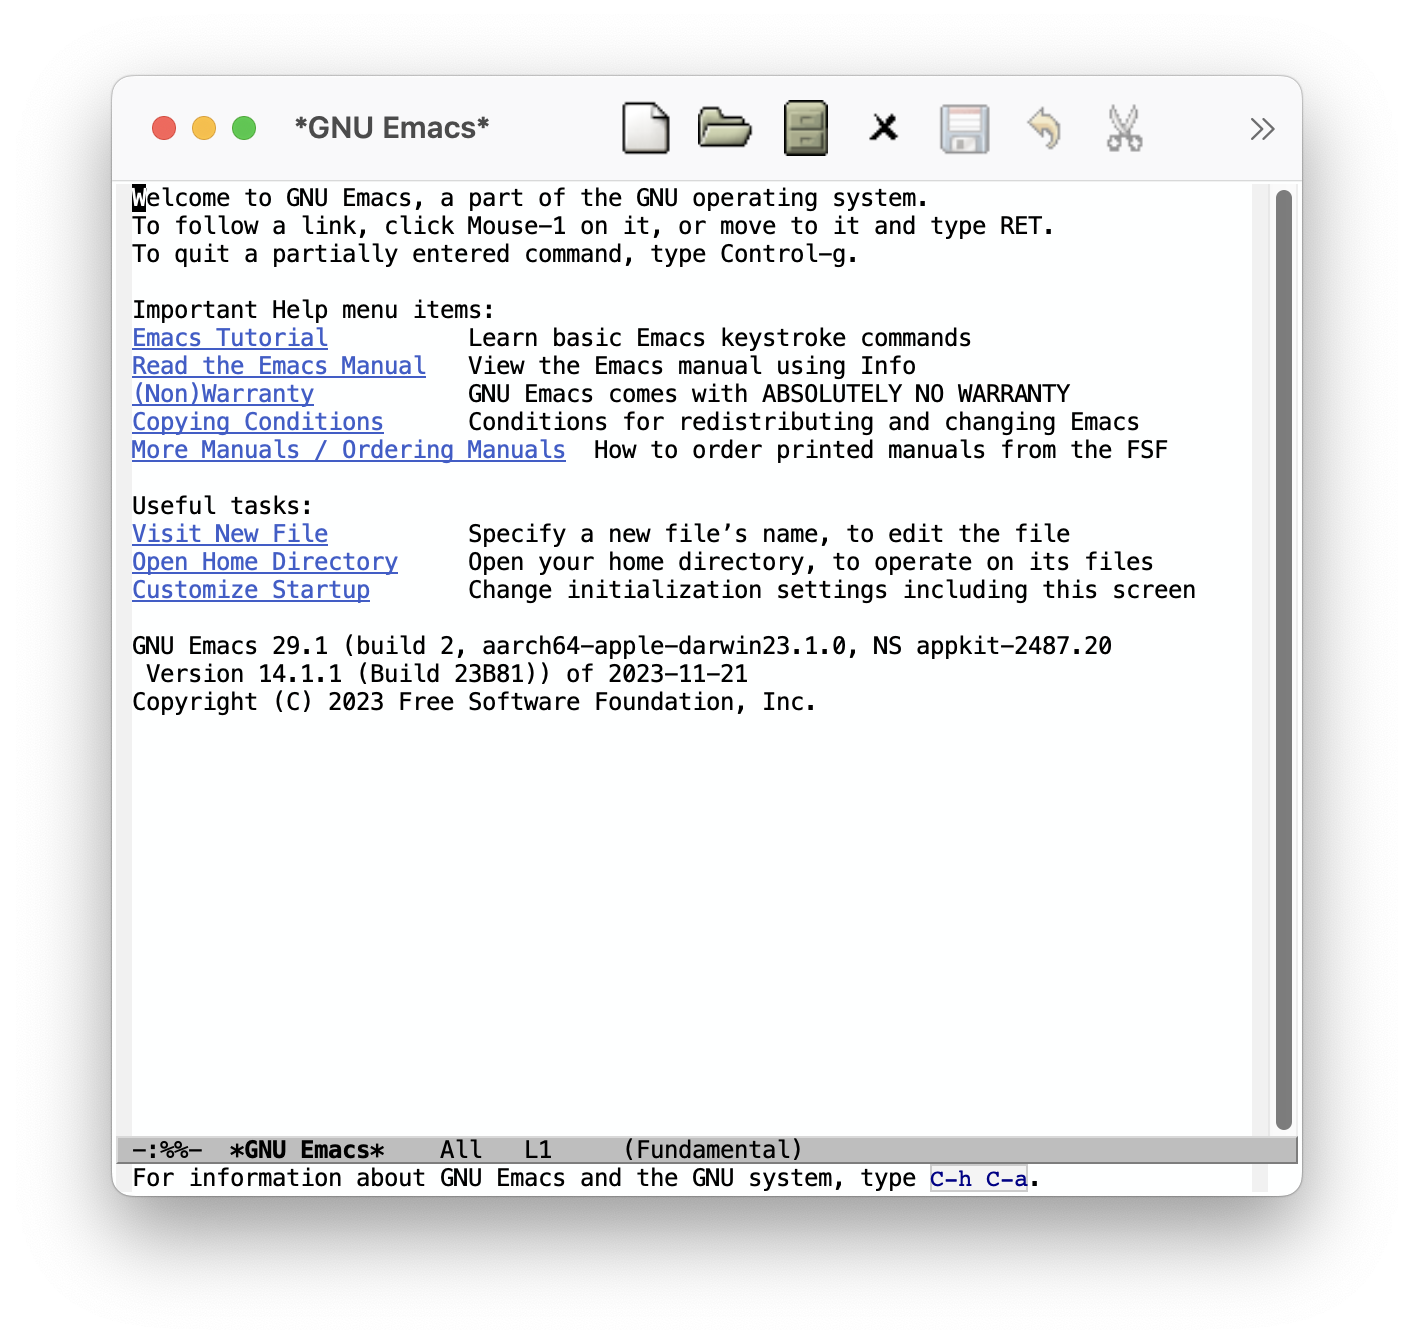 *GNU Emacs*
Welcome to GNU Emacs, a part of the GNU operating system.
To follow a link, click Mouse-1 on it, or move to it and type RET.
To quit a partially entered command, type Control-g.
Important Help menu items:
Emacs Tutorial Learn basic Emacs keystroke commands
Read the Emacs Manual View the Emacs manual using Info
(Non)Warranty GNU Emacs comes with ABSOLUTELY NO WARRANTY
Copying Conditions Conditions for redistributing and changing Emacs
More Manuals / Ordering Manuals How to order printed manuals from the FSF
Useful tasks:
Visit New File Specify a new file’s name, to edit the file
Open Home Directory Open your home directory, to operate on its files
Customize Startup Change initialization settings including this screen
GNU Emacs 29.1 (build 2, aarch64-apple-darwin23.1.0, NS appkit-2487.20
Version 14.1.1 (Build 23B81)) of 2023-11-21
Copyright (C) 2023 Free Software Foundation, Inc.
-:%%- *GNU Emacs* All L1 (Fundamental)
For information about GNU Emacs and the GNU system, type C-h C-a.